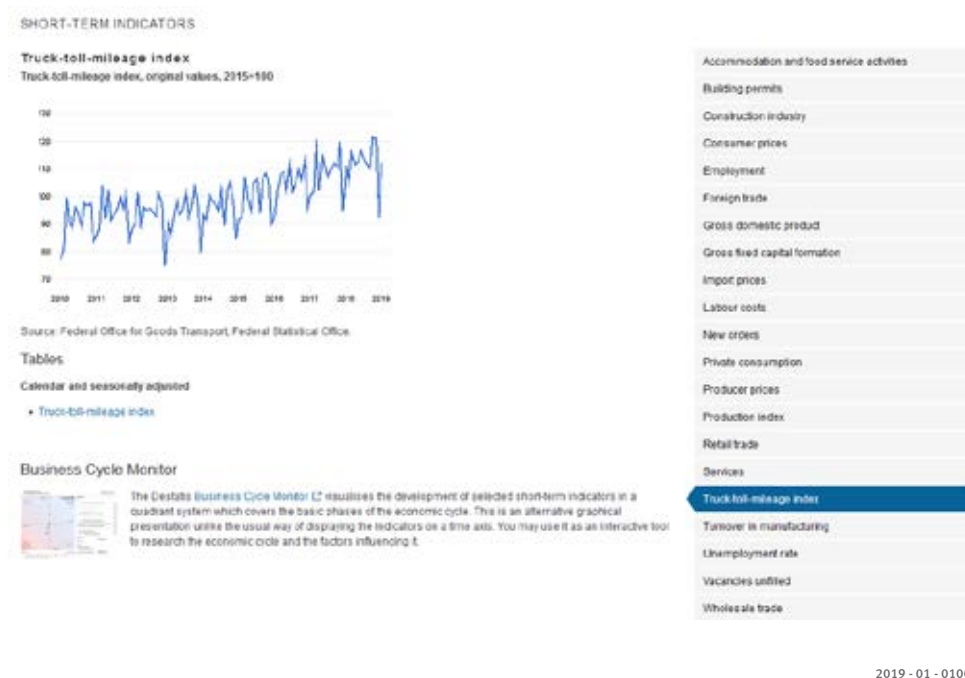 SHORT-TERM INDICATORS
Truck-toll-mileage index
Truck-toll-mileage index, original values, 2015=100
130
120
110
100
90
80
70
2010 2011 2012 2013 2014 2015 2016 2017 2018 2019
Source: Federal Office for Goods Transport, Federal Statistical Office.
Tables
Calendar and seasonally adjusted
• Truck-toll-mileage index
Business Cycle Monitor
The Destatis Business Cycle Monitor visualises the development of selected short-term indicators in a
quadrant system which covers the basic phases of the economic cycle. This is an alternative graphical
presentation unlike the usual way of displaying the indicators on a time axis. You may use it as an interactive tool
to research the economic circle and the factors influencing it.
Accommodation and food service activities
Building permits
Construction industry
Consumer prices
Employment
Foreign trade
Gross domestic product
Gross fixed capital formation
Import prices
Labour costs
New orders
Private consumption
Producer prices
Production index
Retail trade
Services
Truck-toll-mileage index
Turnover in manufacturing
Unemployment rate
Vacancies unfilled
Wholesale trade